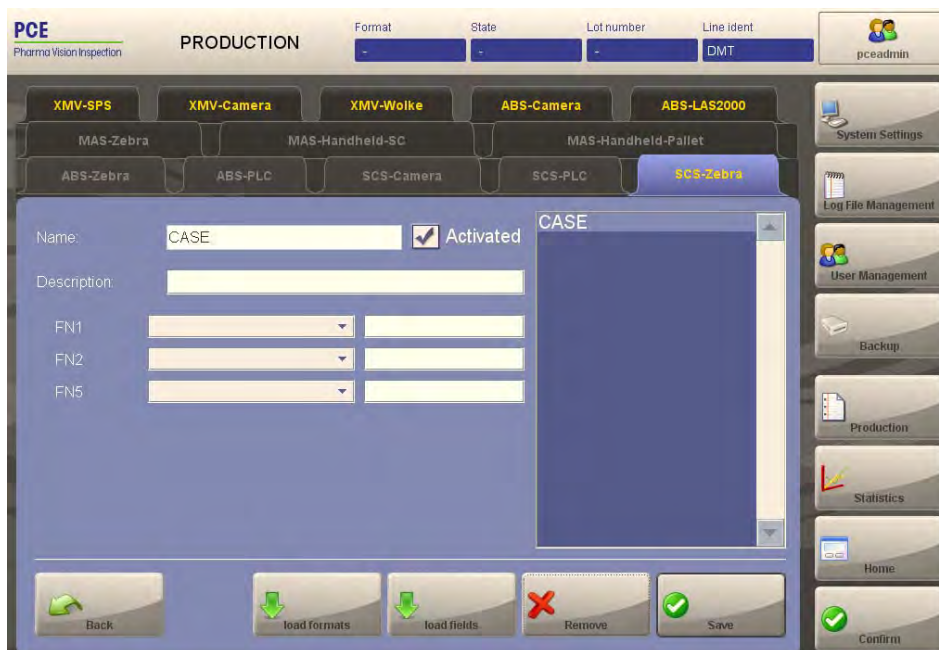 PCE
Pharma Vision Inspection
PRODUCTION
Format
State
Lot number
Line ident
-
-
-
DMT
pceadmin
XMV-SPS
XMV-Camera
XMV-Wolke
ABS-Camera
ABS-LAS2000
MAS-Zebra
MAS-Handheld-SC
MAS-Handheld-Pallet
ABS-Zebra
ABS-PLC
SCS-Camera
SCS-PLC
SCS-Zebra
Name:
CASE
Activated
CASE
Description:
FN1
FN2
FN5
Back
load formats
load fields
Remove
Save
System Settings
Log File Management
User Management
Backup
Production
Statistics
Home
Confirm